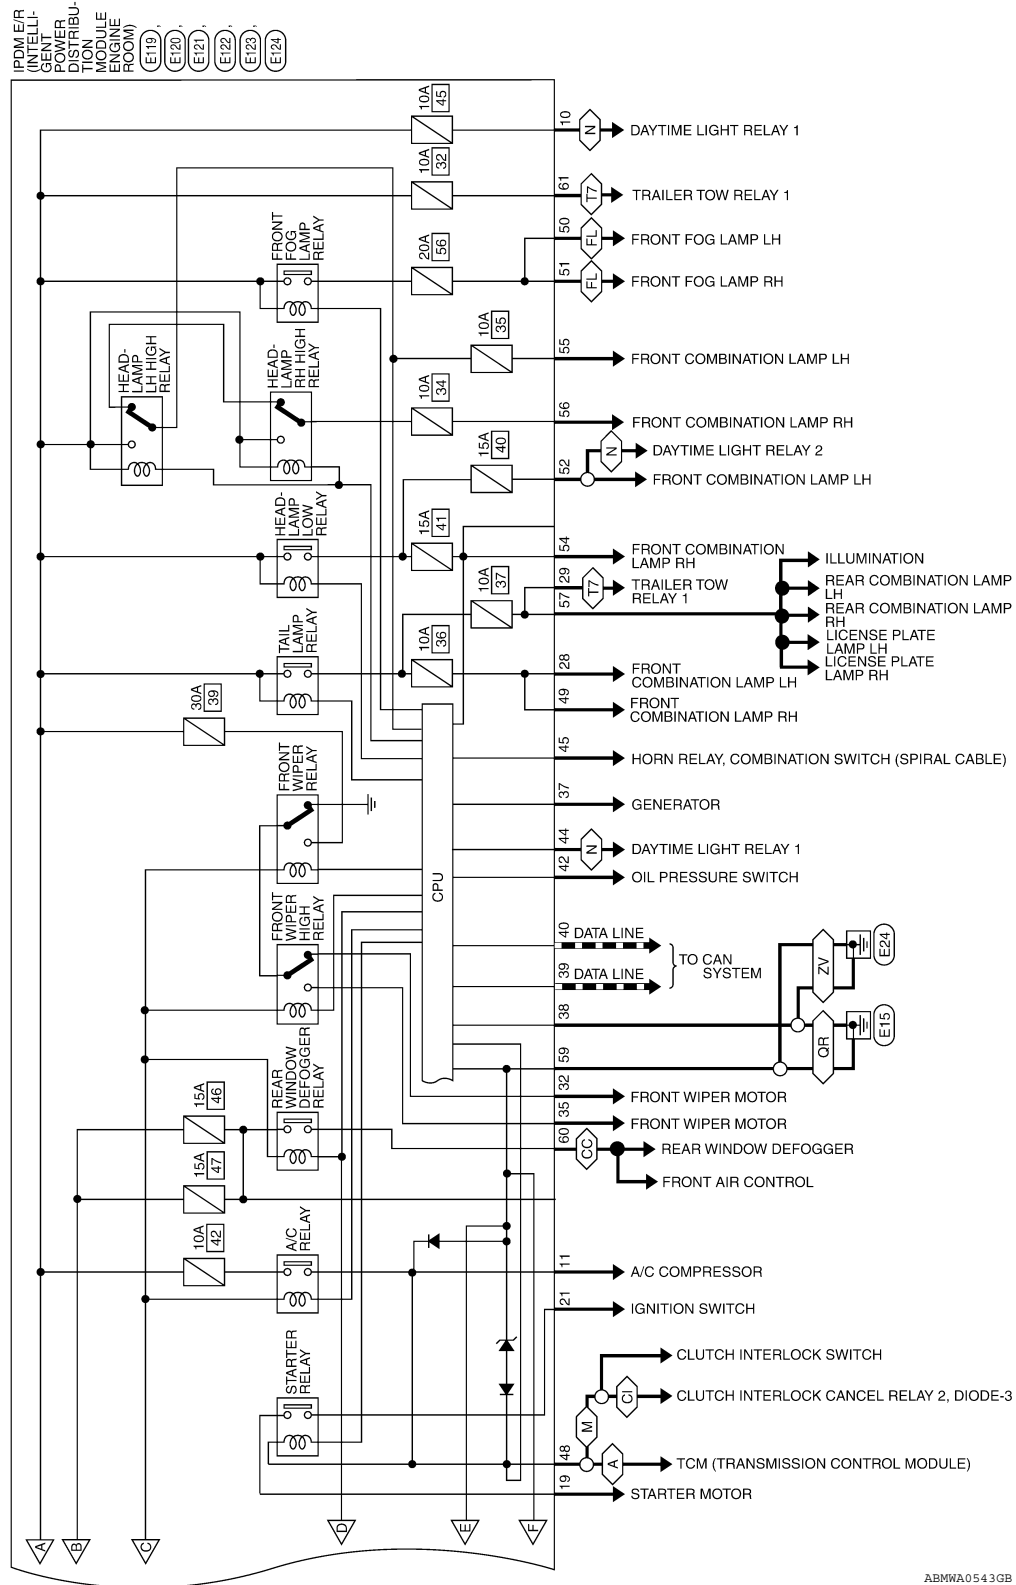 IPDM E/R
(INTELLI-
GENT
POWER
DISTRIBU-
TION
MODULE
ENGINE
ROOM)
E119 ,
E120 ,
E121 ,
E122 ,
E123 ,
E124
10A
45
10
N
DAYTIME LIGHT RELAY 1
10A
32
61
T7
TRAILER TOW RELAY 1
FRONT
FOG
LAMP
RELAY
20A
56
50
FL
FRONT FOG LAMP LH
51
FL
FRONT FOG LAMP RH
HEAD-
LAMP
LH HIGH
RELAY
HEAD-
LAMP
RH HIGH
RELAY
10A
35
55
FRONT COMBINATION LAMP LH
10A
34
56
FRONT COMBINATION LAMP RH
15A
40
52
N
DAYTIME LIGHT RELAY 2
FRONT COMBINATION LAMP LH
HEAD-
LAMP
LOW
RELAY
15A
41
54
FRONT COMBINATION
LAMP RH
10A
37
29
T7
TRAILER TOW
RELAY 1
57
ILLUMINATION
REAR COMBINATION LAMP
LH
REAR COMBINATION LAMP
RH
LICENSE PLATE
LAMP LH
LICENSE PLATE
LAMP RH
TAIL
LAMP
RELAY
10A
36
28
FRONT
COMBINATION LAMP LH
49
FRONT
COMBINATION LAMP RH
30A
39
45
HORN RELAY, COMBINATION SWITCH (SPIRAL CABLE)
FRONT
WIPER
RELAY
37
GENERATOR
44
N
DAYTIME LIGHT RELAY 1
42
OIL PRESSURE SWITCH
CPU
FRONT
WIPER
HIGH
RELAY
40
DATA LINE
39
DATA LINE
TO CAN
SYSTEM
38
ZV
E24
59
QR
E15
32
FRONT WIPER MOTOR
35
FRONT WIPER MOTOR
REAR
WINDOW
DEFOGGER
RELAY
15A
46
60
CC
REAR WINDOW DEFOGGER
FRONT AIR CONTROL
15A
47
10A
42
A/C
RELAY
11
A/C COMPRESSOR
21
IGNITION SWITCH
STARTER
RELAY
CLUTCH INTERLOCK SWITCH
CI
CLUTCH INTERLOCK CANCEL RELAY 2, DIODE-3
M
48
A
TCM (TRANSMISSION CONTROL MODULE)
19
STARTER MOTOR
A
B
C
D
E
F
ABMWA0543GB